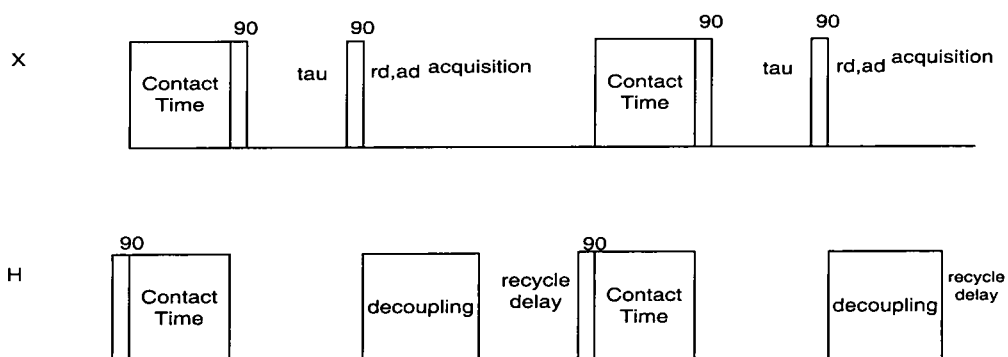 90 90 90 90
X
Contact Time tau rd,ad acquisition Contact Time tau rd,ad acquisition
90 90
H
Contact Time decoupling recycle delay Contact Time decoupling recycle delay